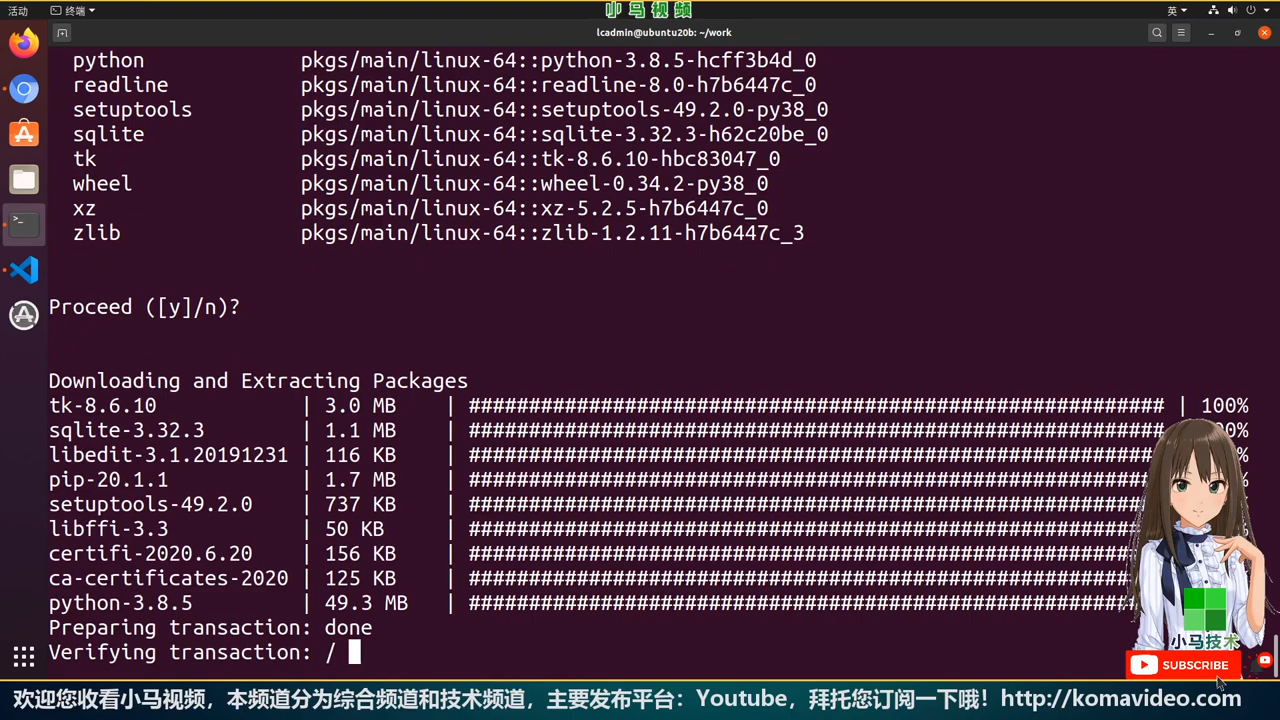 活动
终端
小马视频
英
lcadmin@ubuntu20b: ~/work
python pkgs/main/linux-64::python-3.8.5-hcff3b4d_0
readline pkgs/main/linux-64::readline-8.0-h7b6447c_0
setuptools pkgs/main/linux-64::setuptools-49.2.0-py38_0
sqlite pkgs/main/linux-64::sqlite-3.32.3-h62c20be_0
tk pkgs/main/linux-64::tk-8.6.10-hbc83047_0
wheel pkgs/main/linux-64::wheel-0.34.2-py38_0
xz pkgs/main/linux-64::xz-5.2.5-h7b6447c_0
zlib pkgs/main/linux-64::zlib-1.2.11-h7b6447c_3
Proceed ([y]/n)?
Downloading and Extracting Packages
tk-8.6.10 | 3.0 MB | ########################################################## | 100%
sqlite-3.32.3 | 1.1 MB | ##########################################################
libedit-3.1.20191231 | 116 KB | #########################################################
pip-20.1.1 | 1.7 MB | #########################################################
setuptools-49.2.0 | 737 KB | ########################################################
libffi-3.3 | 50 KB | ########################################################
certifi-2020.6.20 | 156 KB | #######################################################
ca-certificates-2020 | 125 KB | #######################################################
python-3.8.5 | 49.3 MB | #######################################################
Preparing transaction: done
Verifying transaction: /
小马技术
SUBSCRIBE
欢迎您收看小马视频，本频道分为综合频道和技术频道，主要发布平台：Youtube，拜托您订阅一下哦！http://komavideo.com